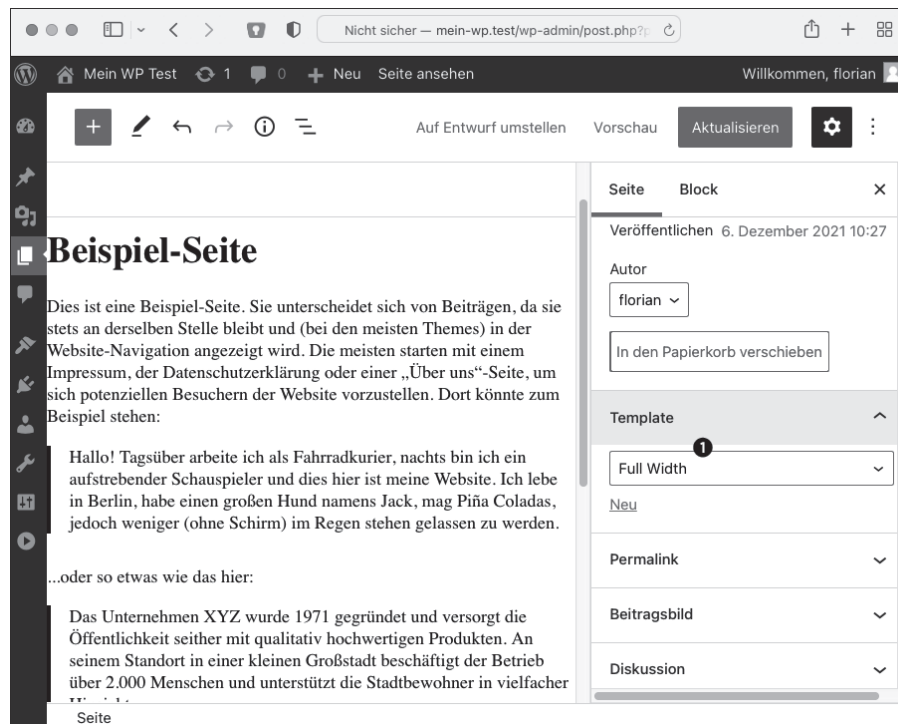 Nicht sicher — mein-wp.test/wp-admin/post.php?p
Mein WP Test 1 0 Neu Seite ansehen Willkommen, florian
Auf Entwurf umstellen Vorschau Aktualisieren
Seite Block
Veröffentlichen 6. Dezember 2021 10:27
Autor
florian
In den Papierkorb verschieben
Template
1
Full Width
Neu
Permalink
Beitragsbild
Diskussion
Beispiel-Seite
Dies ist eine Beispiel-Seite. Sie unterscheidet sich von Beiträgen, da sie
stets an derselben Stelle bleibt und (bei den meisten Themes) in der
Website-Navigation angezeigt wird. Die meisten starten mit einem
Impressum, der Datenschutzerklärung oder einer „Über uns“-Seite, um
sich potenziellen Besuchern der Website vorzustellen. Dort könnte zum
Beispiel stehen:
Hallo! Tagsüber arbeite ich als Fahrradkurier, nachts bin ich ein
aufstrebender Schauspieler und dies hier ist meine Website. Ich lebe
in Berlin, habe einen großen Hund namens Jack, mag Piña Coladas,
jedoch weniger (ohne Schirm) im Regen stehen gelassen zu werden.
...oder so etwas wie das hier:
Das Unternehmen XYZ wurde 1971 gegründet und versorgt die
Öffentlichkeit seither mit qualitativ hochwertigen Produkten. An
seinem Standort in einer kleinen Großstadt beschäftigt der Betrieb
über 2.000 Menschen und unterstützt die Stadtbewohner in vielfacher
Seite